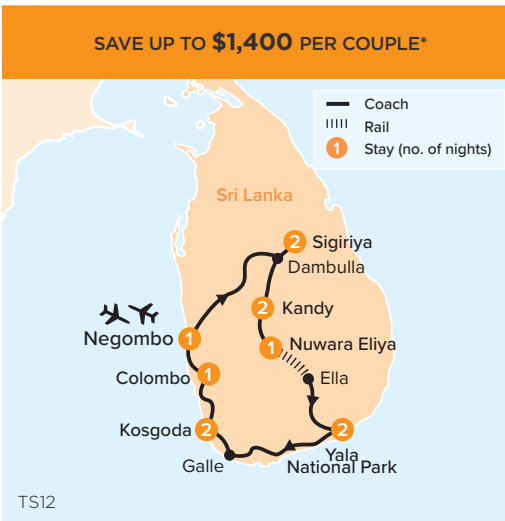 SAVE UP TO $1,400 PER COUPLE*
Coach
Rail
1 Stay (no. of nights)
Sri Lanka
2 Sigiriya
Dambulla
2 Kandy
Negombo 1
1 Nuwara Eliya
Colombo 1
Ella
Kosgoda 2
2
Yala
National Park
Galle
TS12